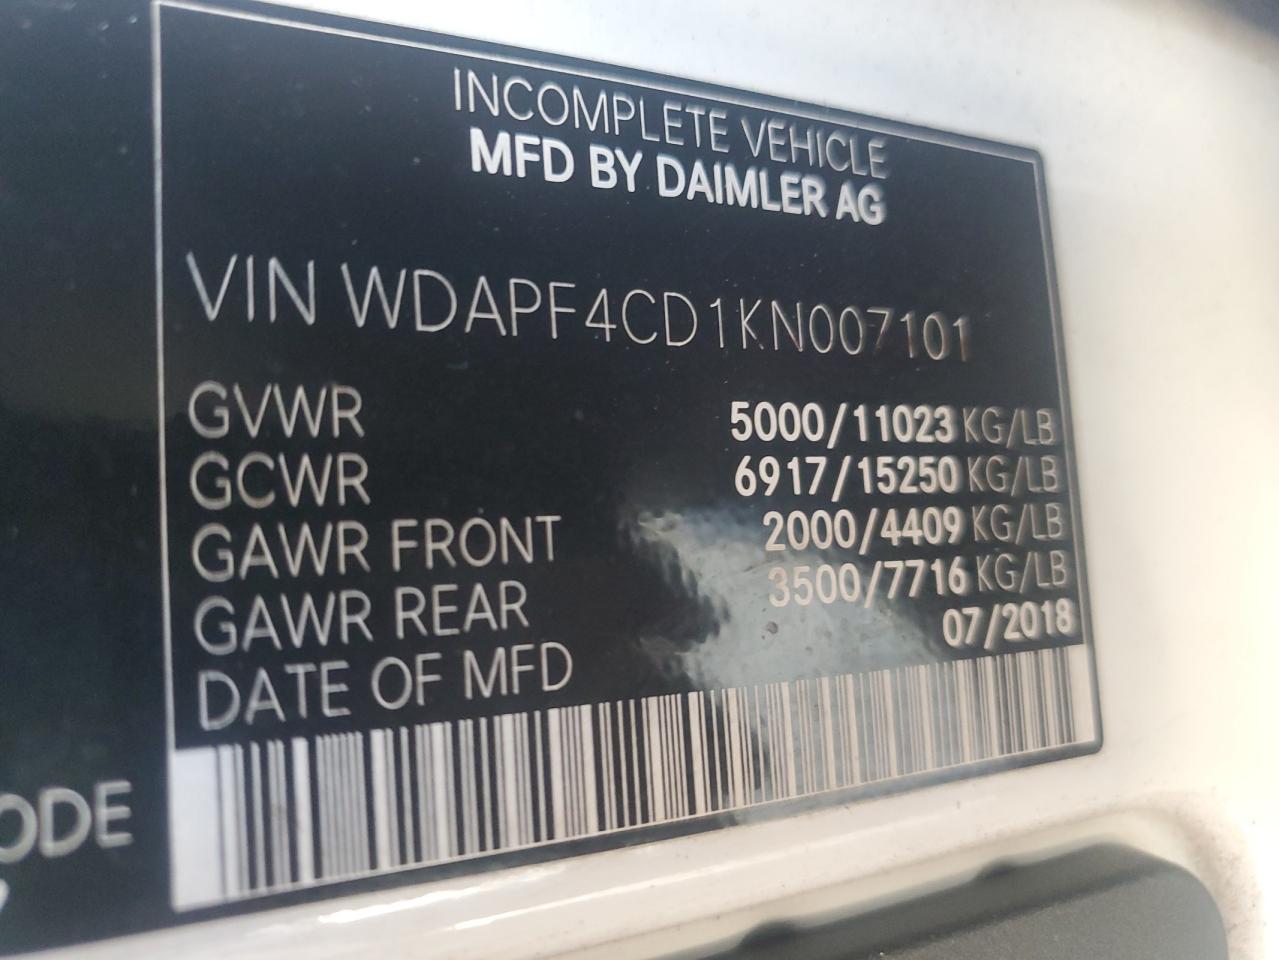 INCOMPLETE VEHICLE
MFD BY DAIMLER AG
VIN WDAPF4CD1KN007101
GVWR 5000/11023 KG/LB
GCWR 6917/15250 KG/LB
GAWR FRONT 2000/4409 KG/LB
GAWR REAR 3500/7716 KG/LB
DATE OF MFD 07/2018
ODE